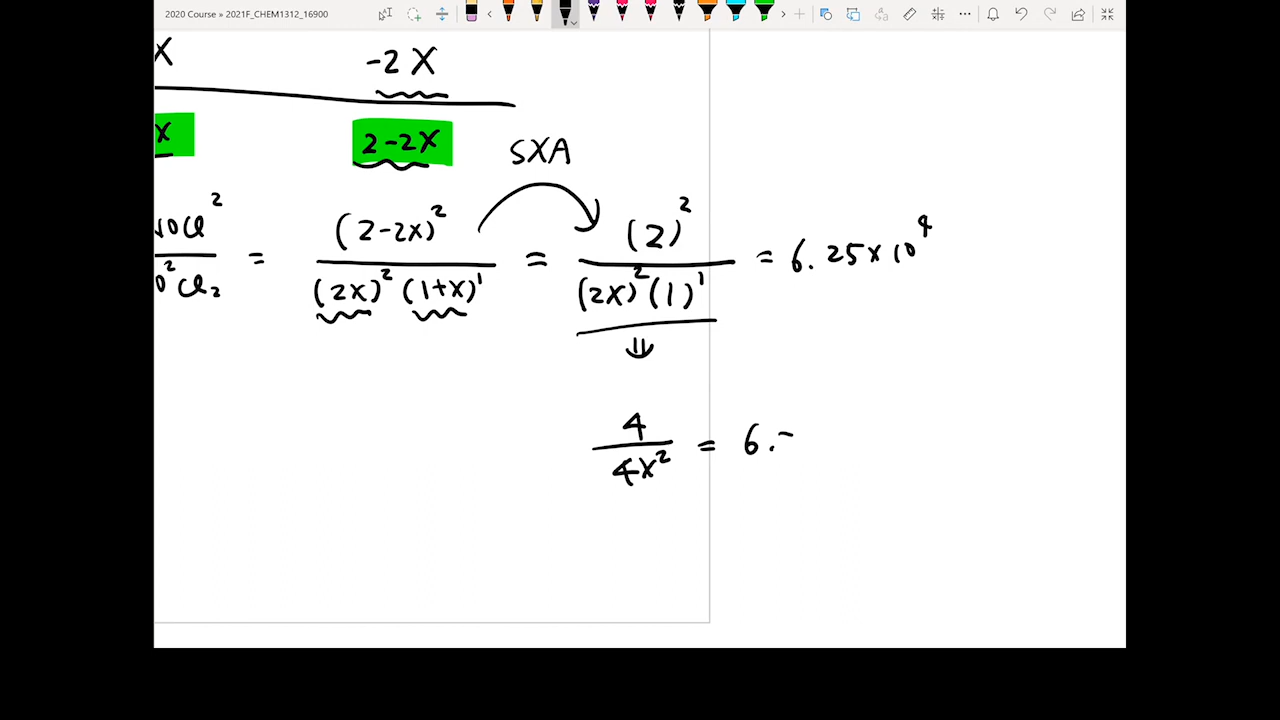 2020 Course » 2021F_CHEM1312_16900
X -2X
X 2-2X
SXA
NOCl² / O²Cl₂ = (2-2x)² / (2x)² (1+x)¹ = (2)² / (2x)² (1)¹ = 6.25×10⁴
⇓
4 / 4x² = 6.